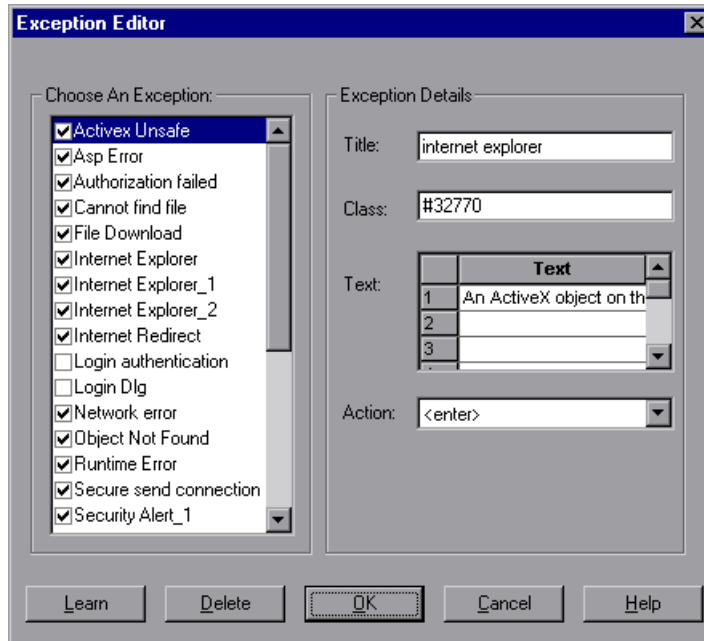 Exception Editor
Choose An Exception:
Activex Unsafe
Asp Error
Authorization failed
Cannot find file
File Download
Internet Explorer
Internet Explorer_1
Internet Explorer_2
Internet Redirect
Login authentication
Login Dlg
Network error
Object Not Found
Runtime Error
Secure send connection
Security Alert_1
Exception Details
Title: internet explorer
Class: #32770
Text:
Text
1 An ActiveX object on th
2
3
Action: <enter>
Learn Delete OK Cancel Help